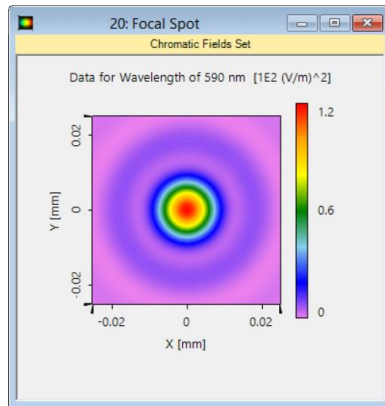 20: Focal Spot
Chromatic Fields Set
Data for Wavelength of 590 nm  [1E2 (V/m)^2]
1.2
0.6
0
0.02
0
-0.02
Y [mm]
-0.02
0
0.02
X [mm]